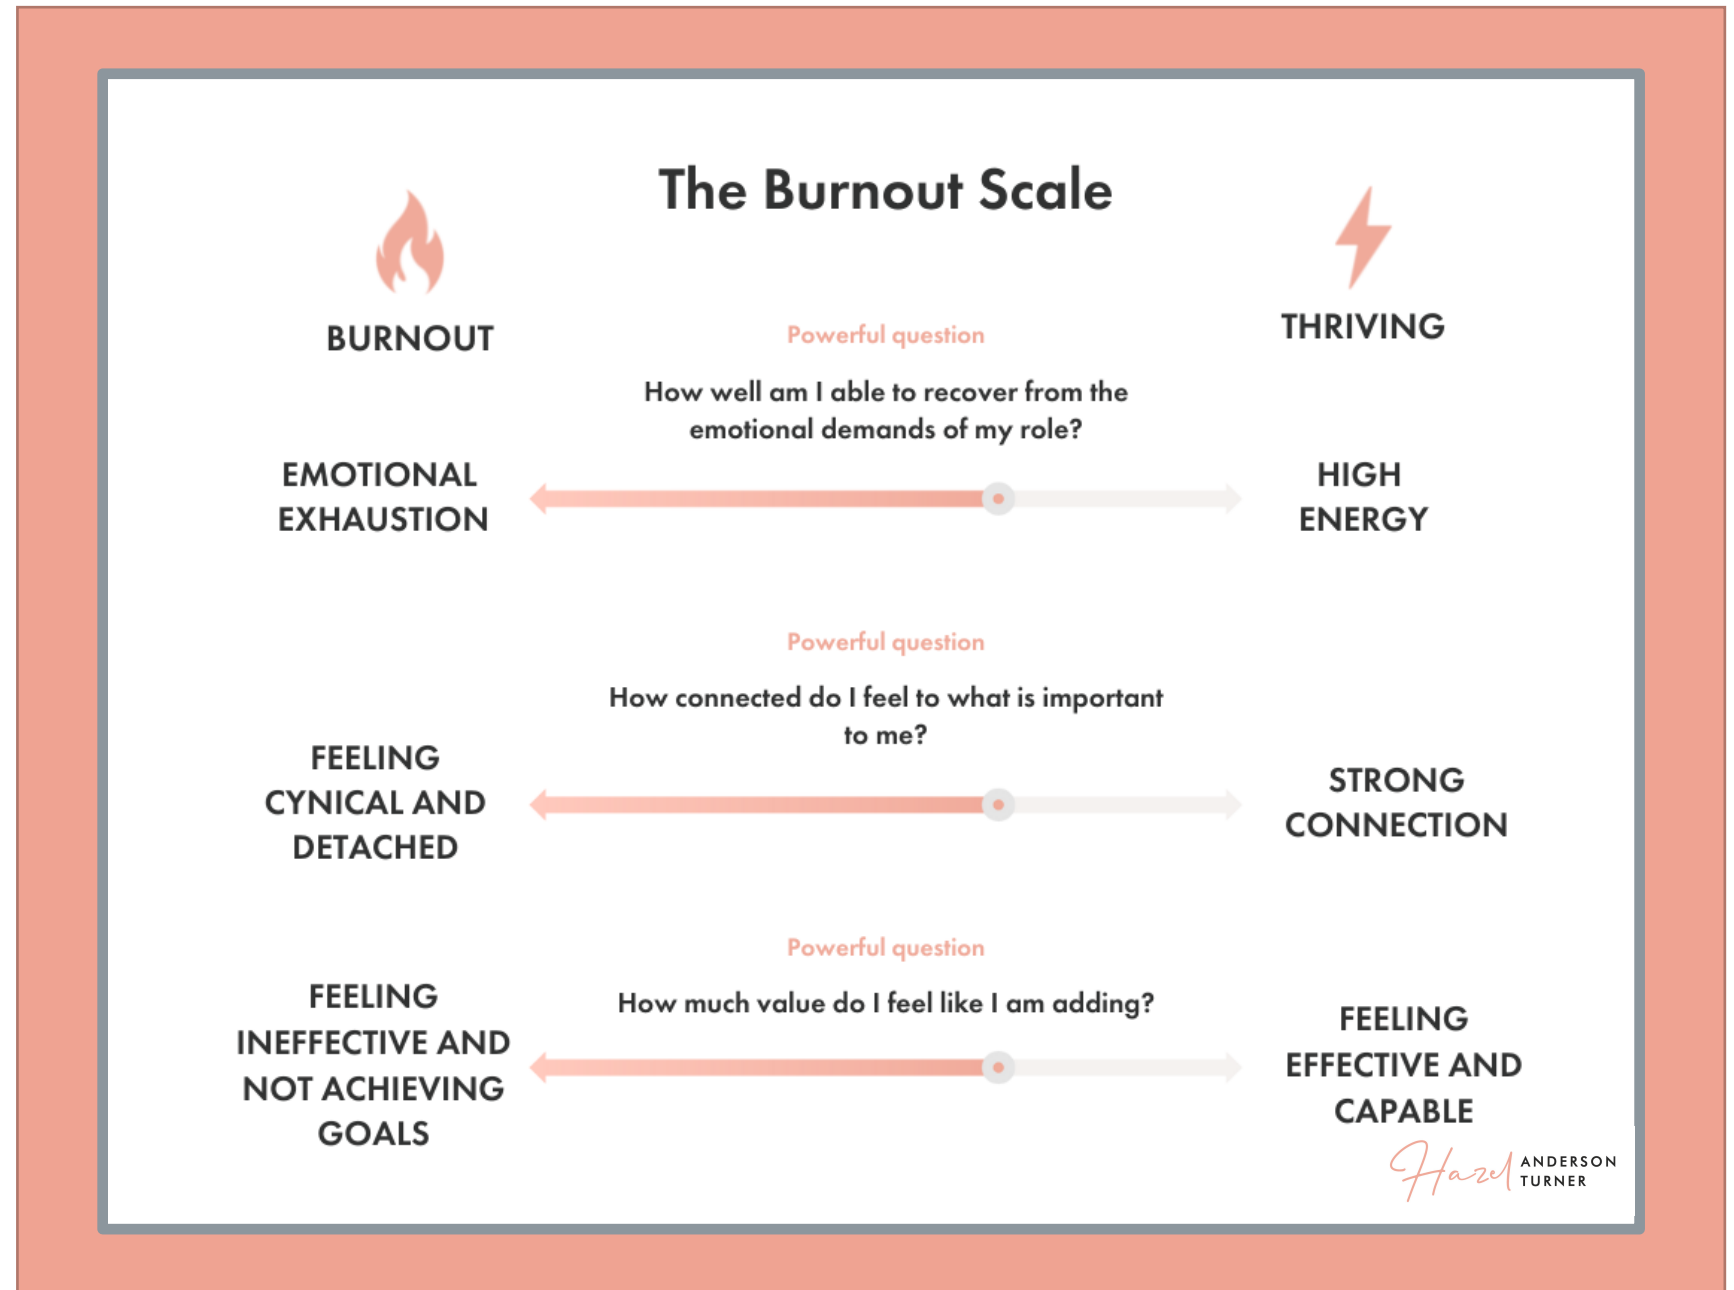 The Burnout Scale
BURNOUT
THRIVING
Powerful question
How well am I able to recover from the
emotional demands of my role?
EMOTIONAL
EXHAUSTION
HIGH
ENERGY
Powerful question
How connected do I feel to what is important
to me?
FEELING
CYNICAL AND
DETACHED
STRONG
CONNECTION
Powerful question
How much value do I feel like I am adding?
FEELING
INEFFECTIVE AND
NOT ACHIEVING
GOALS
FEELING
EFFECTIVE AND
CAPABLE
Hazel
ANDERSON
TURNER